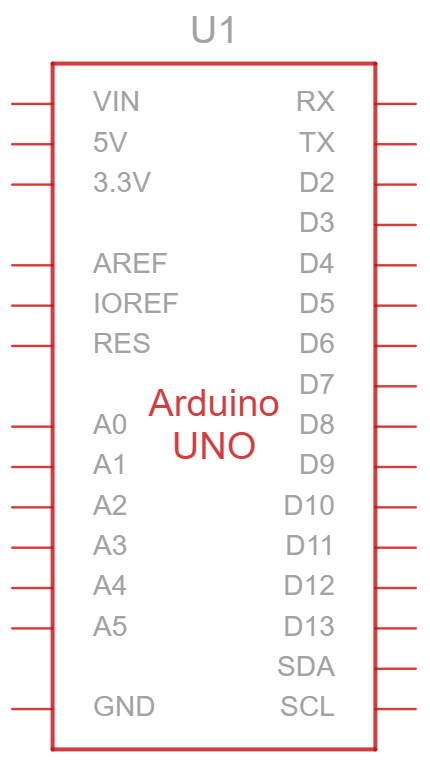 U1
VIN
5V
3.3V
AREF
IOREF
RES
A0
A1
A2
A3
A4
A5
GND
Arduino
UNO
RX
TX
D2
D3
D4
D5
D6
D7
D8
D9
D10
D11
D12
D13
SDA
SCL